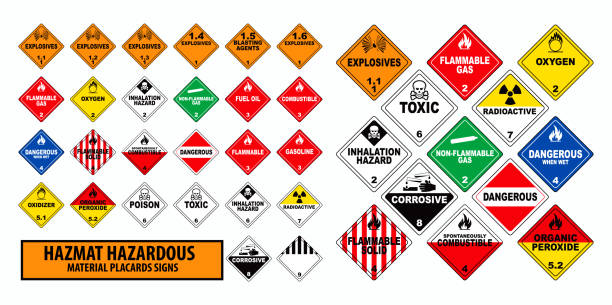 EXPLOSIVES
1.1
1
EXPLOSIVES
1.2
1
EXPLOSIVES
1.3
1
1.4
EXPLOSIVES
1
1.5
BLASTING
AGENTS
1
1.6
EXPLOSIVES
1
FLAMMABLE
GAS
2
OXYGEN
2
INHALATION
HAZARD
2
NON-FLAMMABLE
GAS
2
FUEL OIL
3
COMBUSTIBLE
3
DANGEROUS
WHEN WET
4
FLAMMABLE
SOLID
4
SPONTANEOUSLY
COMBUSTIBLE
4
DANGEROUS
FLAMMABLE
3
GASOLINE
3
OXIDIZER
5.1
ORGANIC
PEROXIDE
5.2
POISON
6
TOXIC
6
INHALATION
HAZARD
6
RADIOACTIVE
7
CORROSIVE
8
9
HAZMAT HAZARDOUS
MATERIAL PLACARDS SIGNS
EXPLOSIVES
1.1
1
FLAMMABLE
GAS
2
OXYGEN
2
TOXIC
6
RADIOACTIVE
7
INHALATION
HAZARD
2
NON-FLAMMABLE
GAS
2
DANGEROUS
WHEN WET
4
CORROSIVE
8
DANGEROUS
FLAMMABLE
SOLID
4
SPONTANEOUSLY
COMBUSTIBLE
4
ORGANIC
PEROXIDE
5.2